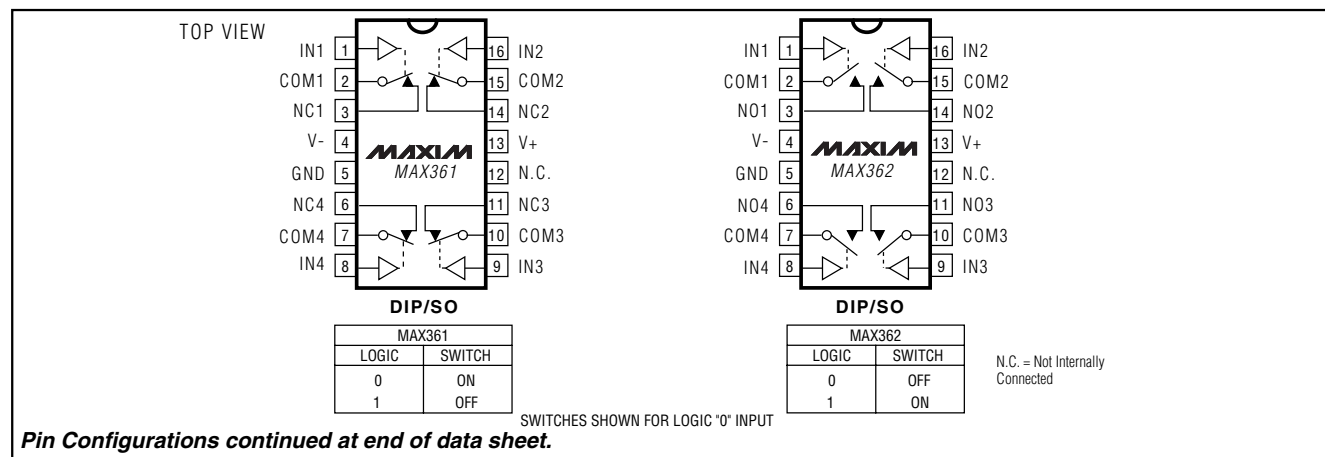 TOP VIEW
IN1 1 16 IN2
COM1 2 15 COM2
NC1 3 14 NC2
V- 4 13 V+
GND 5 12 N.C.
NC4 6 11 NC3
COM4 7 10 COM3
IN4 8 9 IN3
MAXIM
MAX361
DIP/SO
MAX361
LOGIC SWITCH
0 ON
1 OFF
IN1 1 16 IN2
COM1 2 15 COM2
NO1 3 14 NO2
V- 4 13 V+
GND 5 12 N.C.
NO4 6 11 NO3
COM4 7 10 COM3
IN4 8 9 IN3
MAXIM
MAX362
DIP/SO
MAX362
LOGIC SWITCH
0 OFF
1 ON
N.C. = Not Internally
Connected
SWITCHES SHOWN FOR LOGIC "0" INPUT
Pin Configurations continued at end of data sheet.